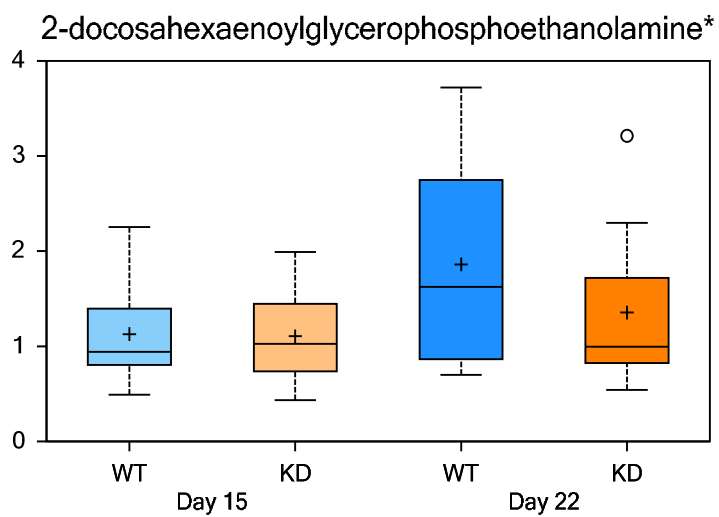 2-docosahexaenoylglycerophosphoethanolamine*
4
3
2
1
0
WT KD WT KD
Day 15 Day 22